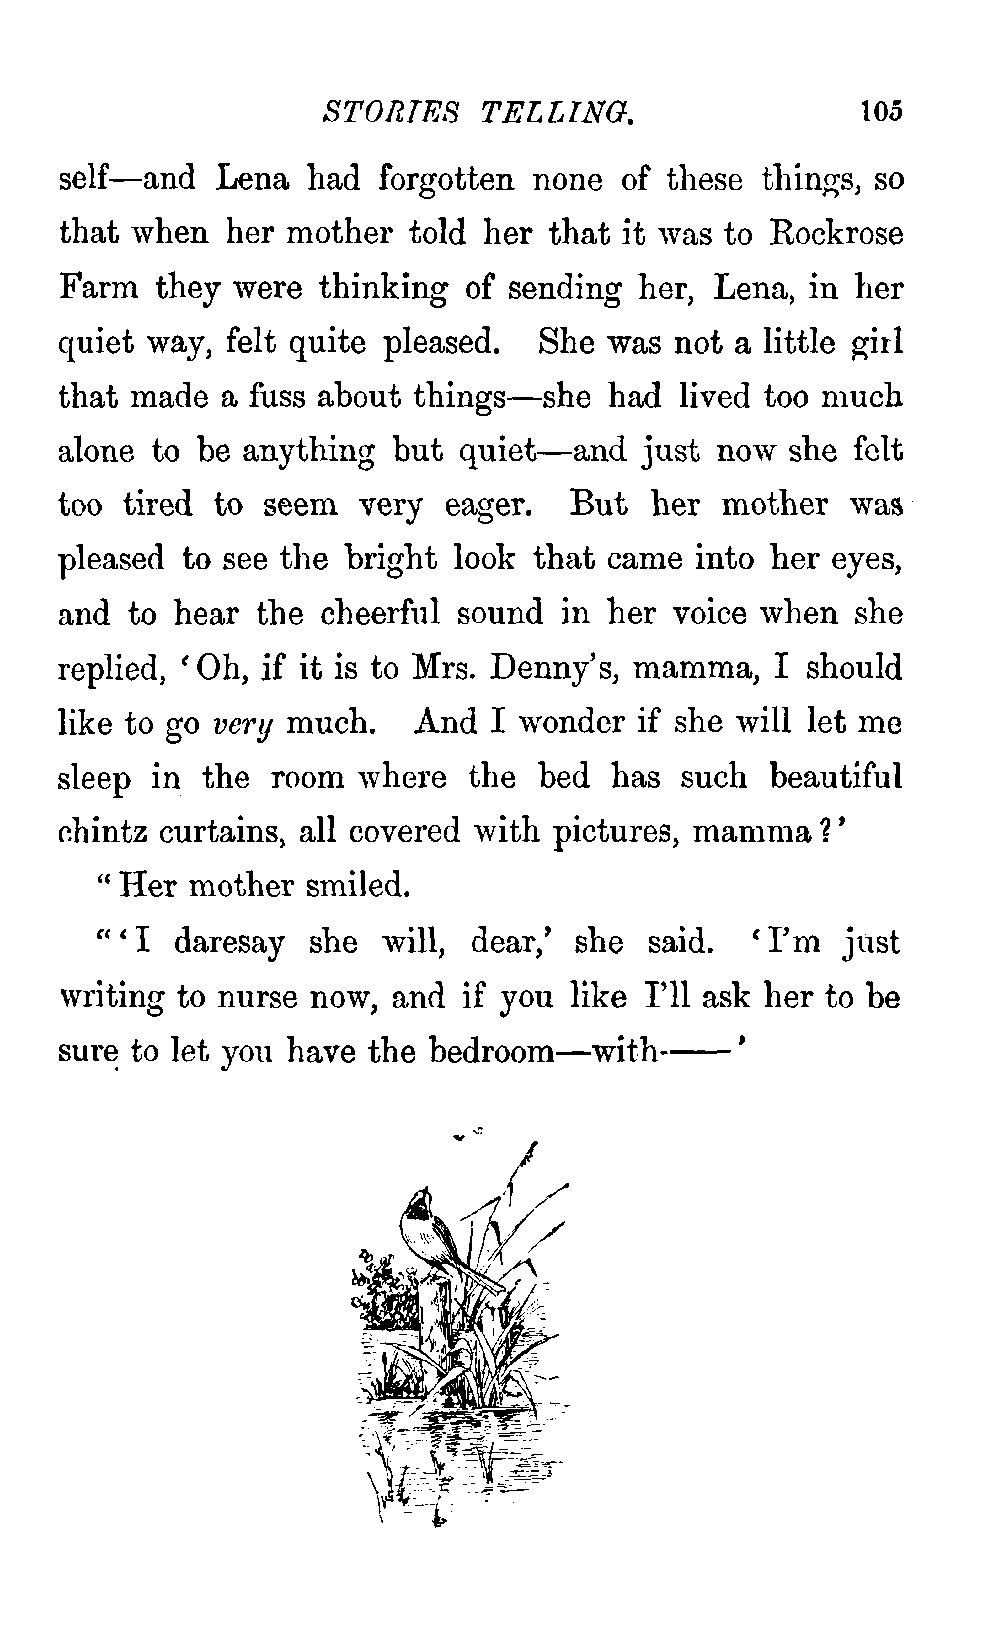 STORIES TELLING. 105
self—and Lena had forgotten none of these things, so
that when her mother told her that it was to Rockrose
Farm they were thinking of sending her, Lena, in her
quiet way, felt quite pleased. She was not a little girl
that made a fuss about things—she had lived too much
alone to be anything but quiet—and just now she felt
too tired to seem very eager. But her mother was
pleased to see the bright look that came into her eyes,
and to hear the cheerful sound in her voice when she
replied, ‘Oh, if it is to Mrs. Denny’s, mamma, I should
like to go very much. And I wonder if she will let me
sleep in the room where the bed has such beautiful
chintz curtains, all covered with pictures, mamma?’
“Her mother smiled.
“‘I daresay she will, dear,’ she said. ‘I’m just
writing to nurse now, and if you like I’ll ask her to be
sure to let you have the bedroom—with——’